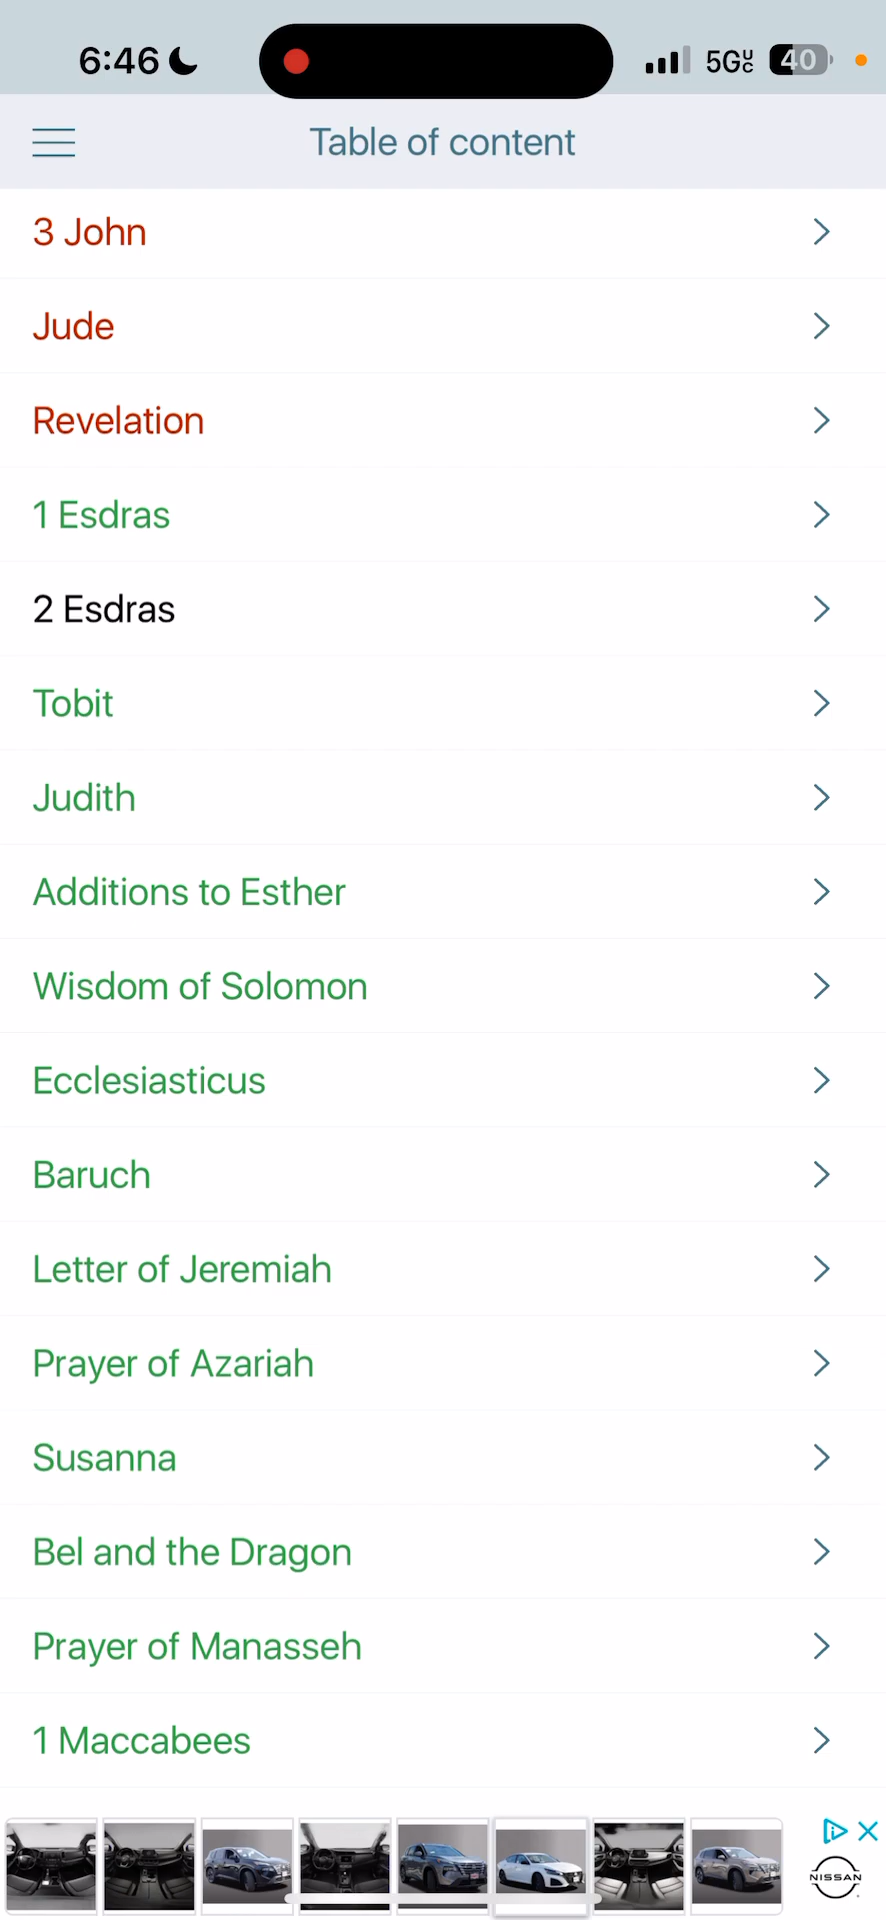 6:46
5GUC
40
Table of content
3 John
Jude
Revelation
1 Esdras
2 Esdras
Tobit
Judith
Additions to Esther
Wisdom of Solomon
Ecclesiasticus
Baruch
Letter of Jeremiah
Prayer of Azariah
Susanna
Bel and the Dragon
Prayer of Manasseh
1 Maccabees
NISSAN